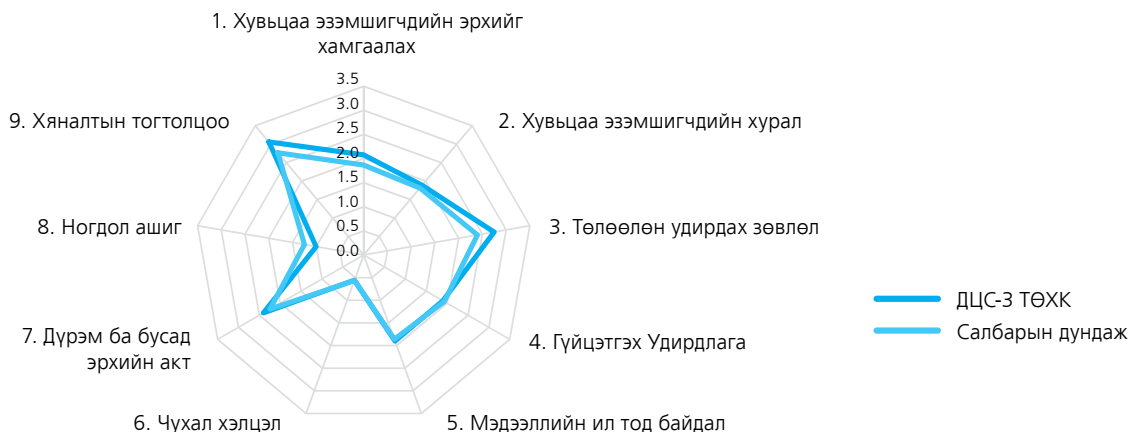 1. Хувьцаа эзэмшигчдийн эрхийг
хамгаалах
2. Хувьцаа эзэмшигчдийн хурал
3. Төлөөлөн удирдах зөвлөл
4. Гүйцэтгэх Удирдлага
5. Мэдээллийн ил тод байдал
6. Чухал хэлцэл
7. Дүрэм ба бусад
эрхийн акт
8. Ногдол ашиг
9. Хяналтын тогтолцоо
3.5
3.0
2.5
2.0
1.5
1.0
0.5
0.0
ДЦС-3 ТӨХК
Салбарын дундаж